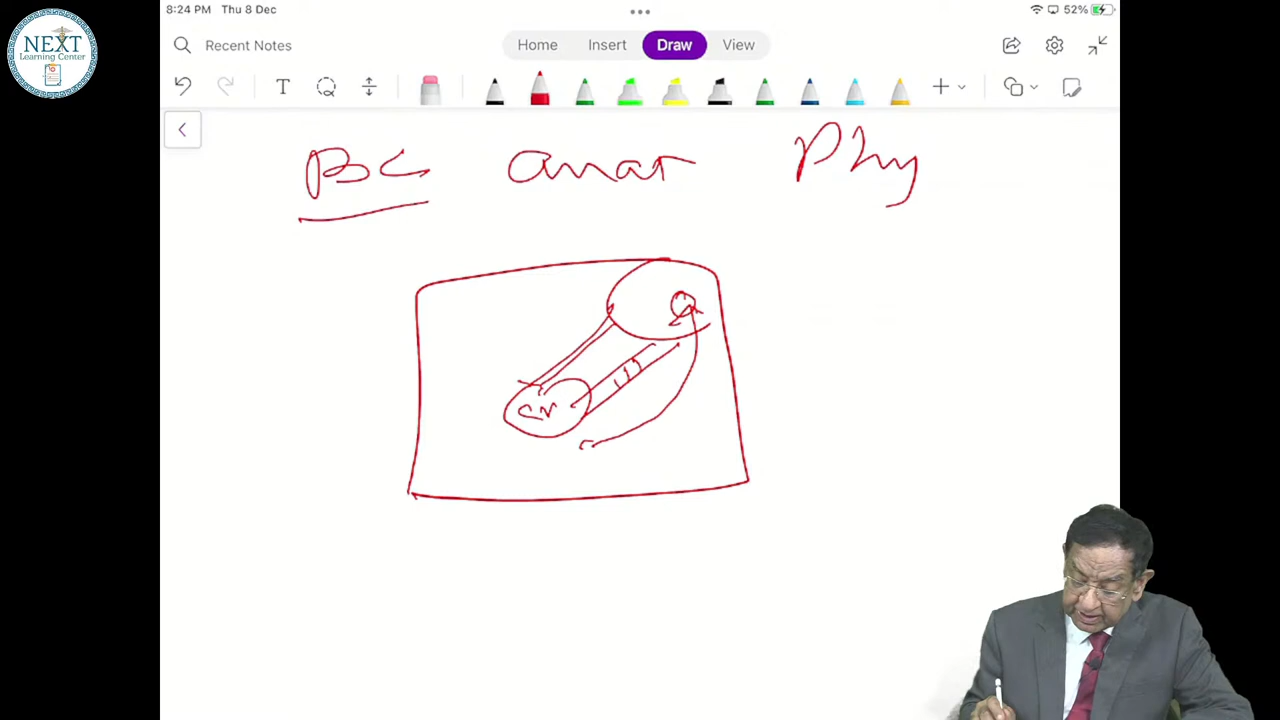 8:24 PM Thu 8 Dec
52%
NEXT
Learning Center
Recent Notes
Home Insert Draw View
T
BC anat Phy